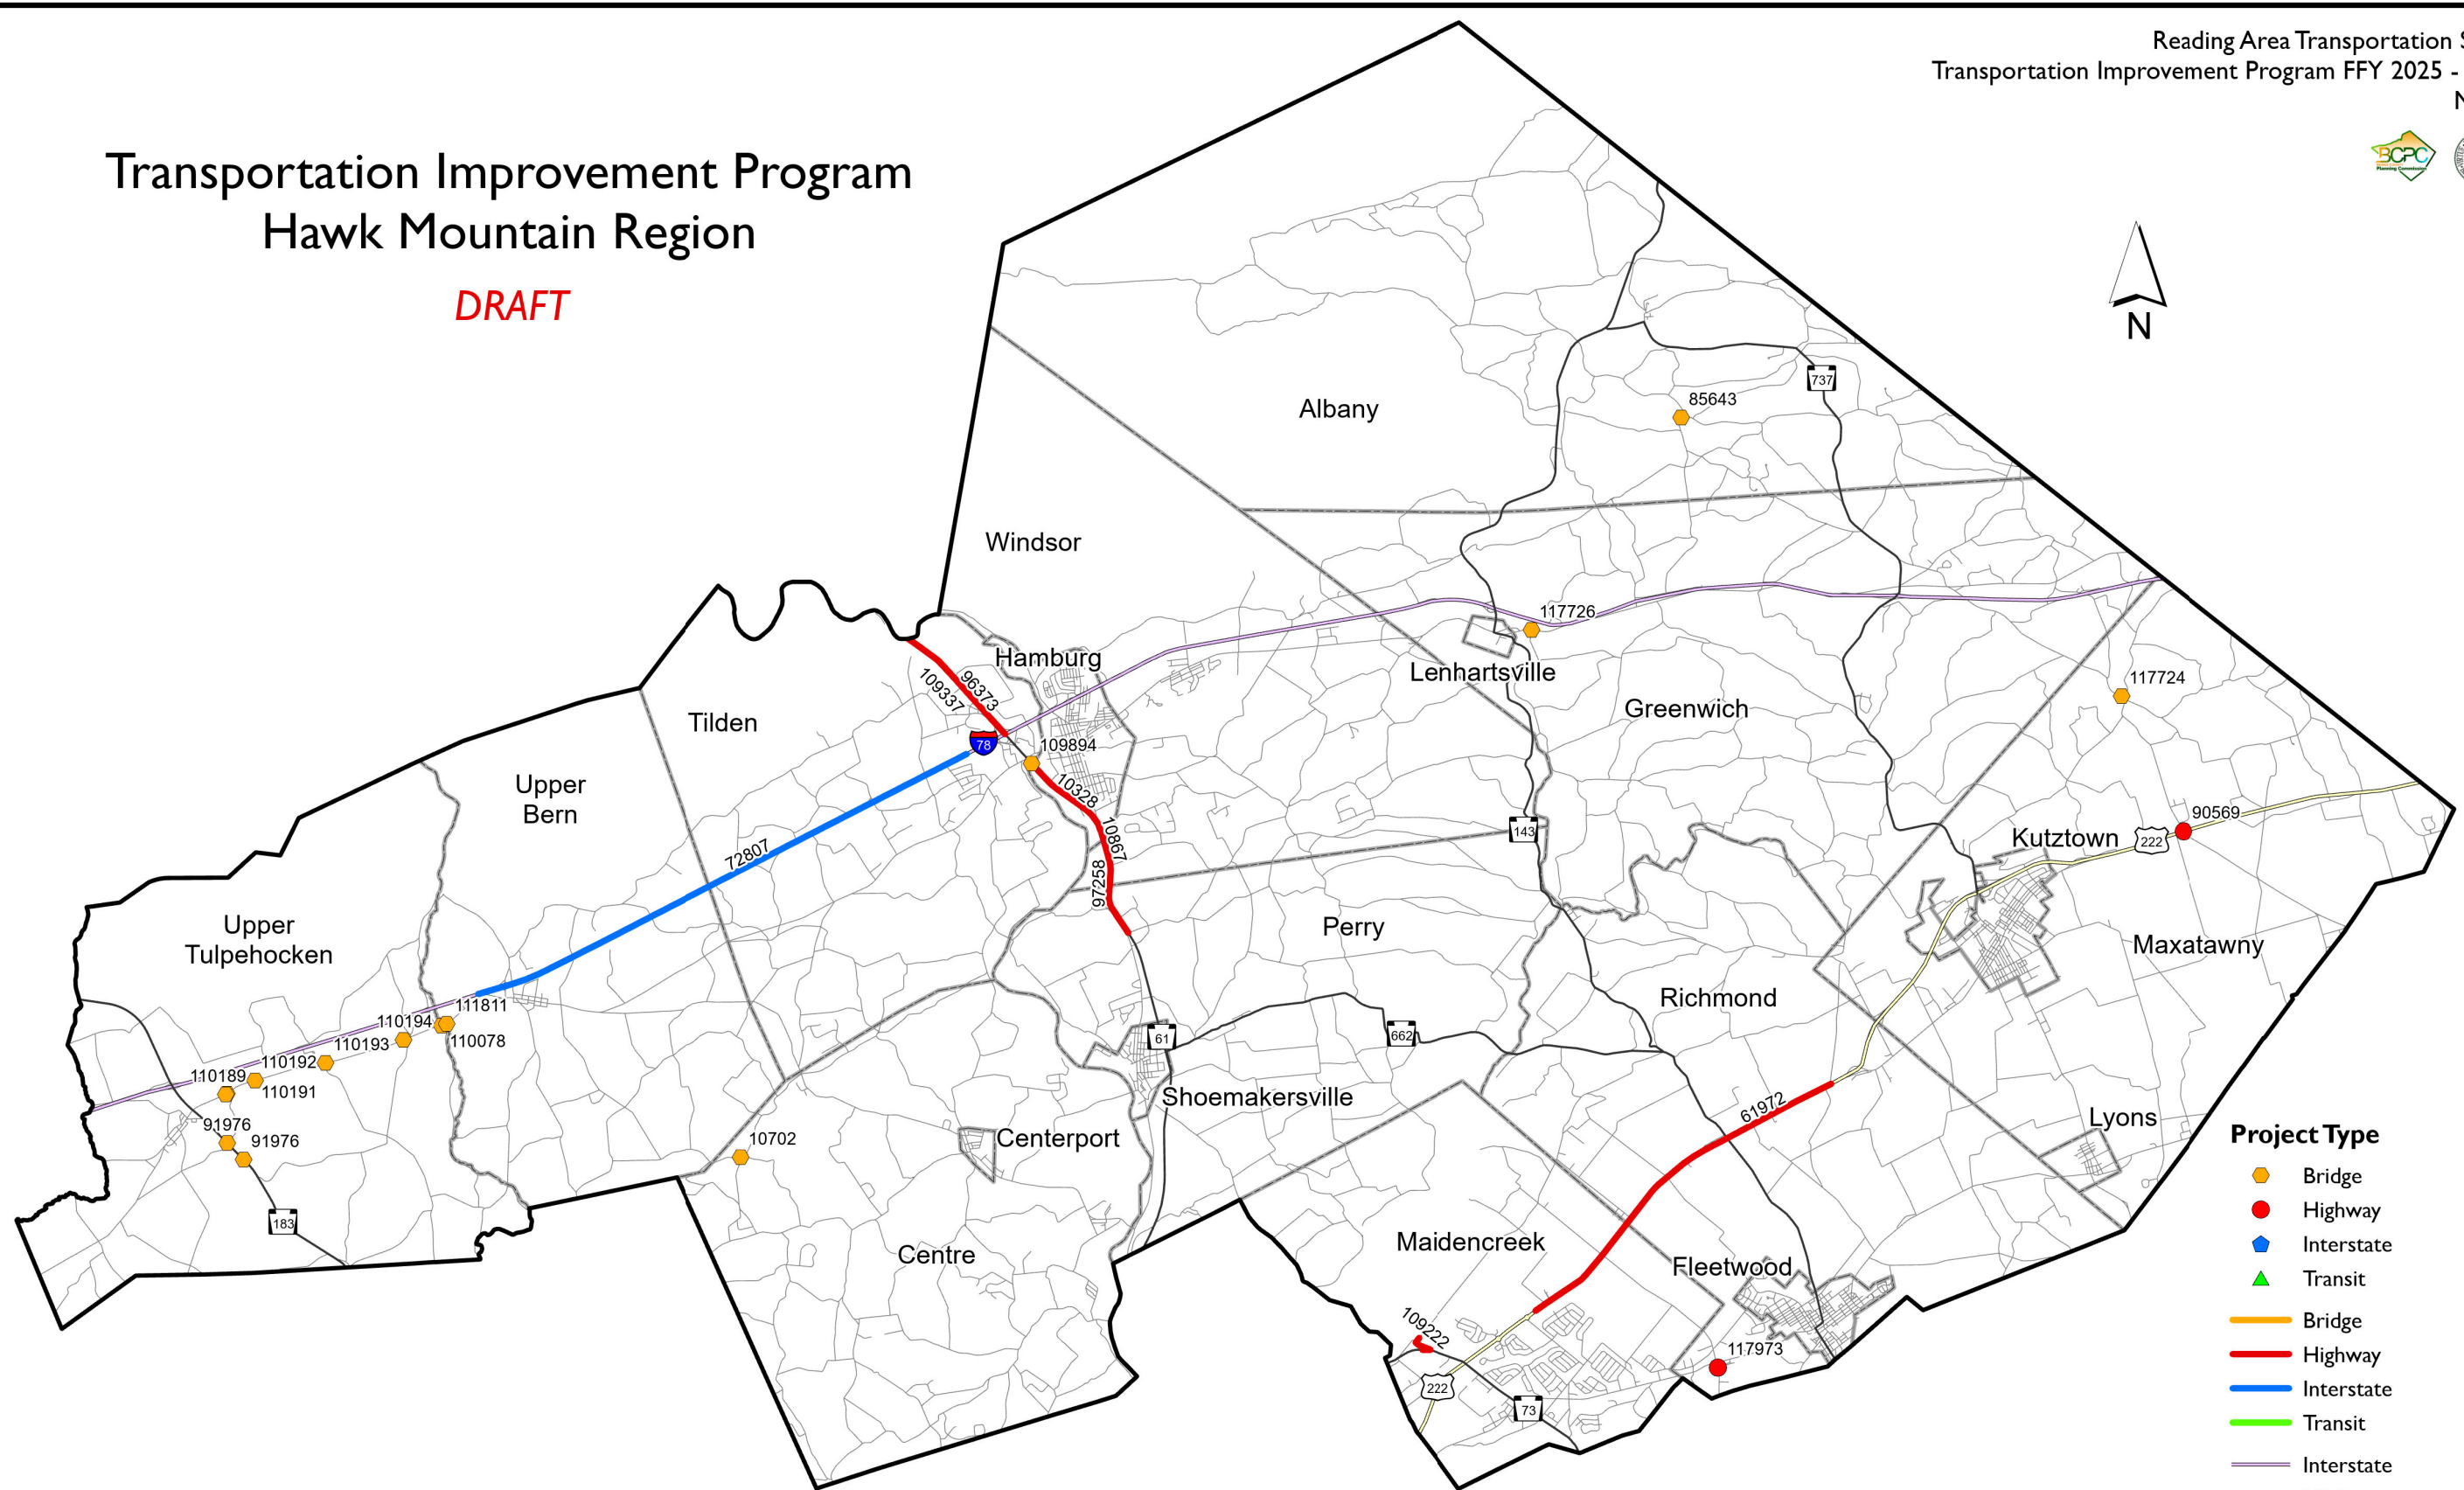 Reading Area Transportation S
Transportation Improvement Program FFY 2025 -
N
BCPC
Planning Commission
Transportation Improvement Program
Hawk Mountain Region
DRAFT
N
737
85643
Albany
Windsor
117726
Hamburg
Lenhartsville
117724
96373
109337
Greenwich
Tilden
78
109894
Upper
Bern
10328
90569
143
Kutztown
222
10867
72807
97258
Upper
Tulpehocken
Perry
Maxatawny
Richmond
111811
110194
110078
110193
61
662
110192
110189
110191
Shoemakersville
61972
Lyons
91976
91976
10702
Centerport
183
Centre
Maidencreek
Fleetwood
109222
117973
222
73
Project Type
Bridge
Highway
Interstate
Transit
Bridge
Highway
Interstate
Transit
Interstate